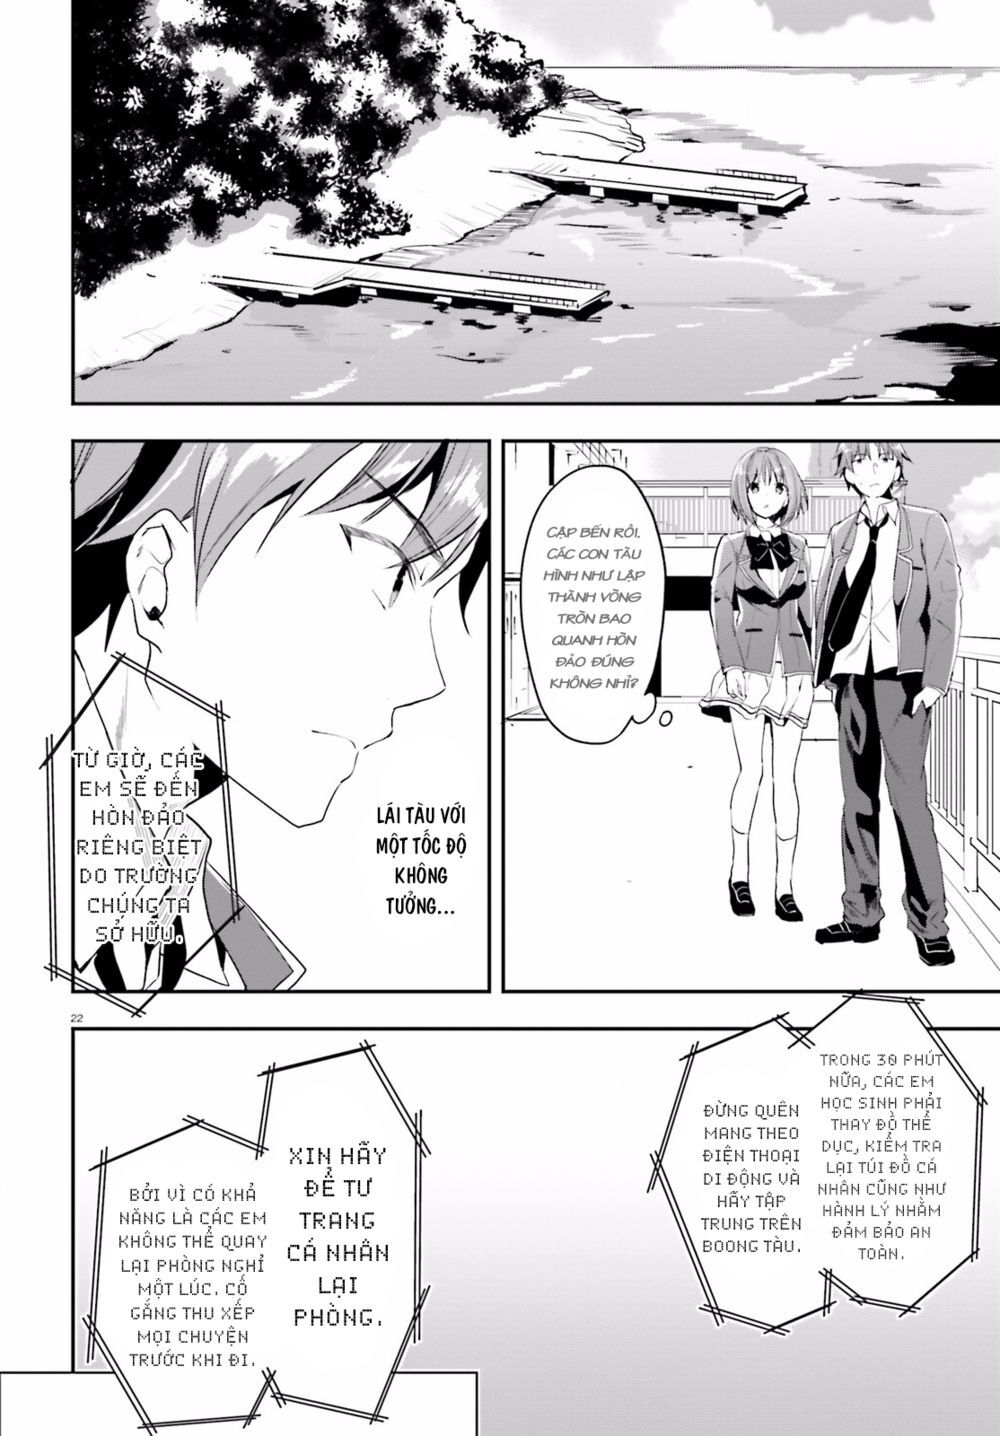 CẬP BẾN RỒI.
CÁC CON TÀU
HÌNH NHƯ LẬP
THÀNH VÒNG
TRÒN BAO
QUANH HÒN
ĐẢO ĐÚNG
KHÔNG NHỈ?
LÁI TÀU VỚI
MỘT TỐC ĐỘ
KHÔNG
TƯỞNG...
TỪ GIỜ, CÁC
EM SẼ ĐẾN
HÒN ĐẢO
RIÊNG BIỆT
DO TRƯỜNG
CHÚNG TA
SỞ HỮU.
22
TRONG 30 PHÚT
NỮA, CÁC EM
HỌC SINH PHẢI
THAY ĐỒ THỂ
DỤC, KIỂM TRA
LẠI TÚI ĐỒ CÁ
NHÂN CŨNG NHƯ
HÀNH LÝ NHẰM
ĐẢM BẢO AN
TOÀN.
ĐỪNG QUÊN
MANG THEO
ĐIỆN THOẠI
DI ĐỘNG VÀ
HÃY TẬP
TRUNG TRÊN
BOONG TÀU.
XIN HÃY
ĐỂ TƯ
TRANG
CÁ NHÂN
LẠI
PHÒNG.
BỞI VÌ CÓ KHẢ
NĂNG LÀ CÁC EM
KHÔNG THỂ QUAY
LẠI PHÒNG NGHỈ
MỘT LÚC. CỐ
GẮNG THU XẾP
MỌI CHUYỆN
TRƯỚC KHI ĐI.